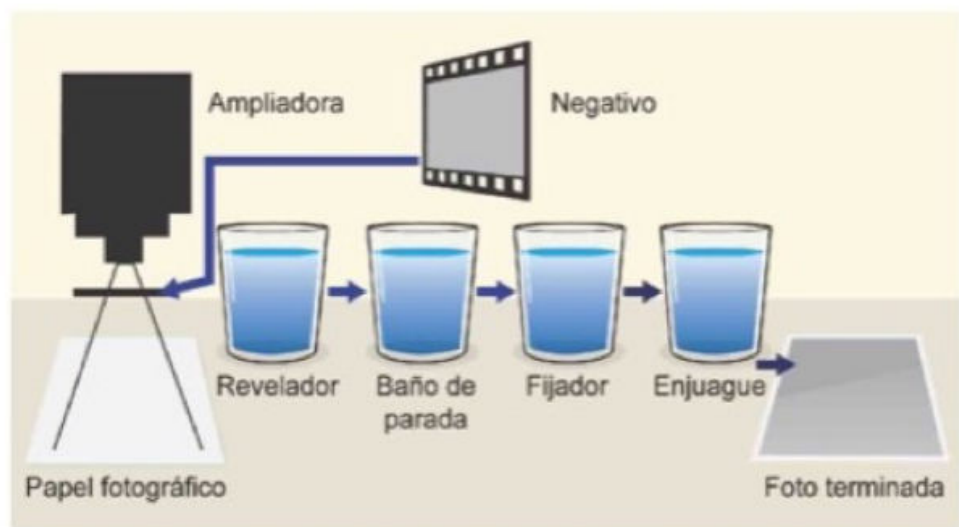 Ampliadora
Negativo
Revelador
Baño de
parada
Fijador
Enjuague
Papel fotográfico
Foto terminada